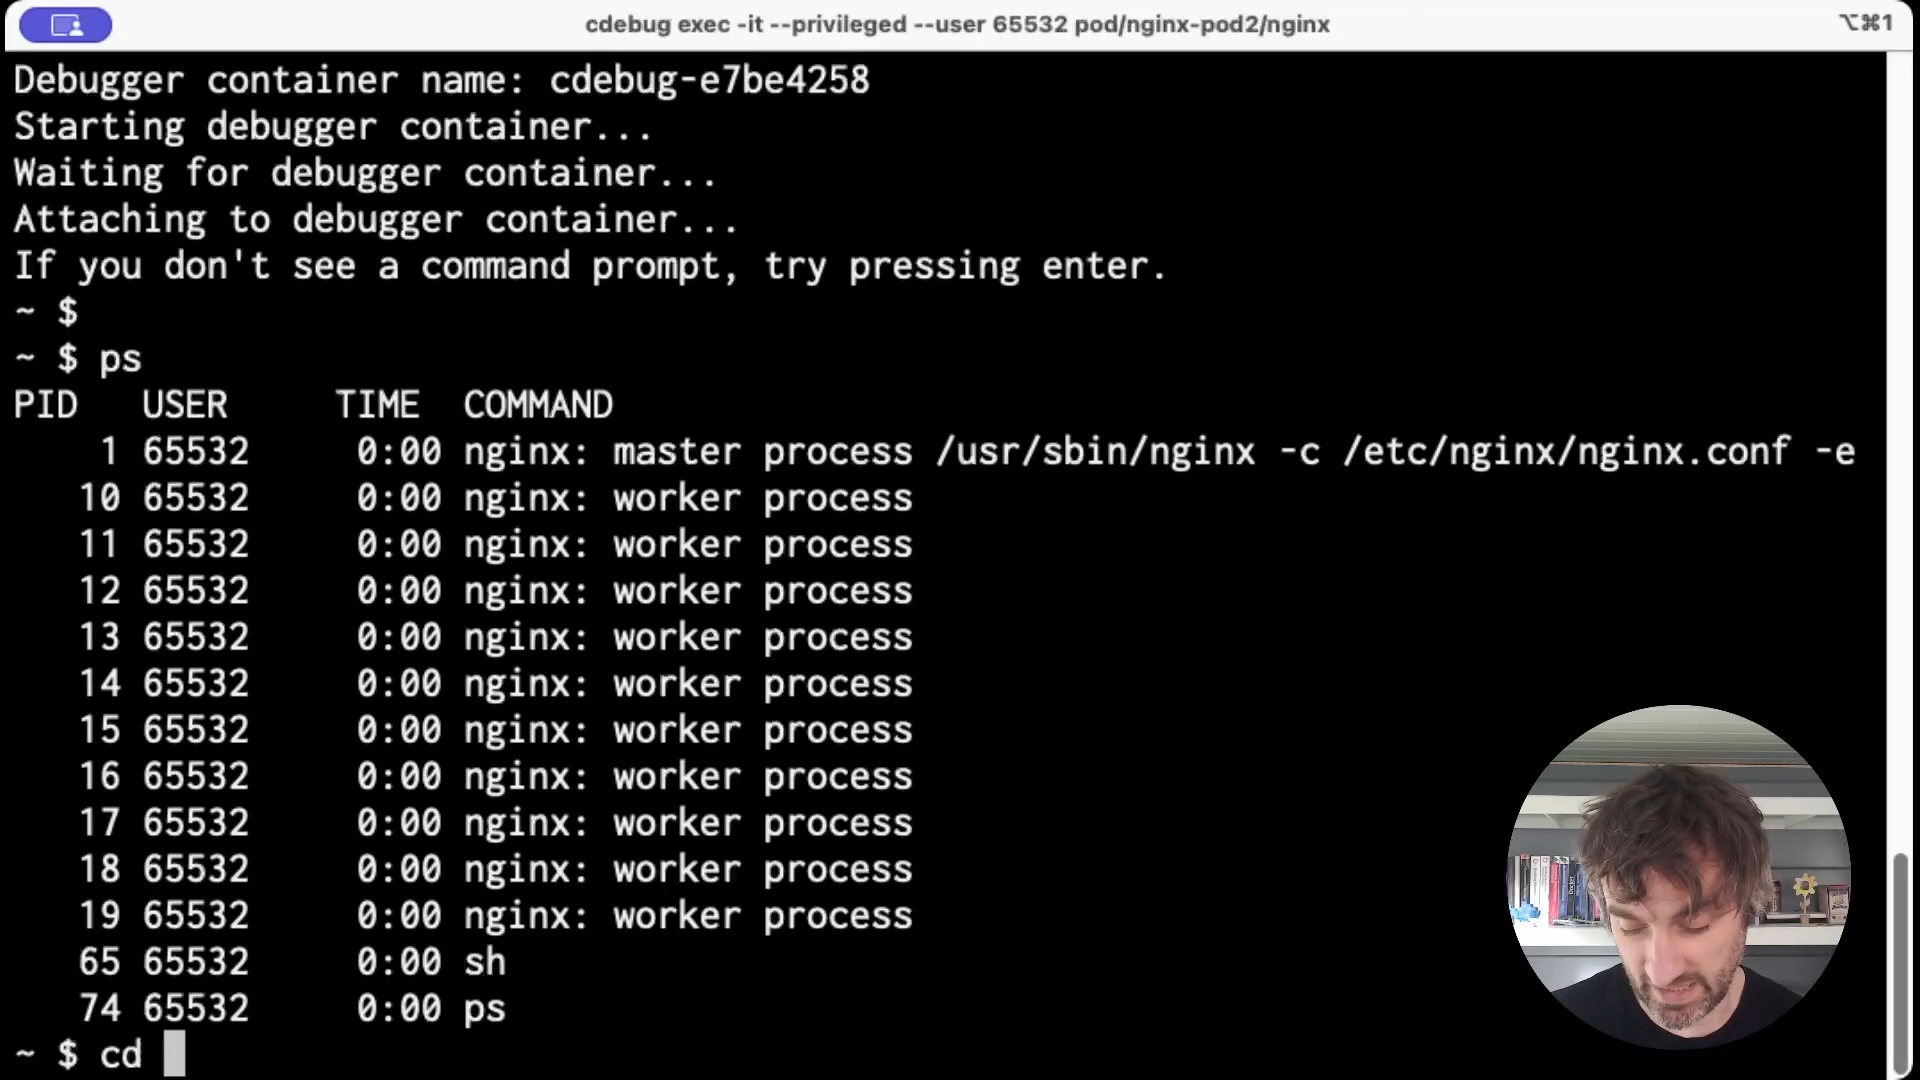 cdebug exec -it --privileged --user 65532 pod/nginx-pod2/nginx
⌥⌘1
Debugger container name: cdebug-e7be4258
Starting debugger container...
Waiting for debugger container...
Attaching to debugger container...
If you don't see a command prompt, try pressing enter.
~ $
~ $ ps
PID   USER     TIME  COMMAND
    1 65532     0:00 nginx: master process /usr/sbin/nginx -c /etc/nginx/nginx.conf -e
   10 65532     0:00 nginx: worker process
   11 65532     0:00 nginx: worker process
   12 65532     0:00 nginx: worker process
   13 65532     0:00 nginx: worker process
   14 65532     0:00 nginx: worker process
   15 65532     0:00 nginx: worker process
   16 65532     0:00 nginx: worker process
   17 65532     0:00 nginx: worker process
   18 65532     0:00 nginx: worker process
   19 65532     0:00 nginx: worker process
   65 65532     0:00 sh
   74 65532     0:00 ps
~ $ cd